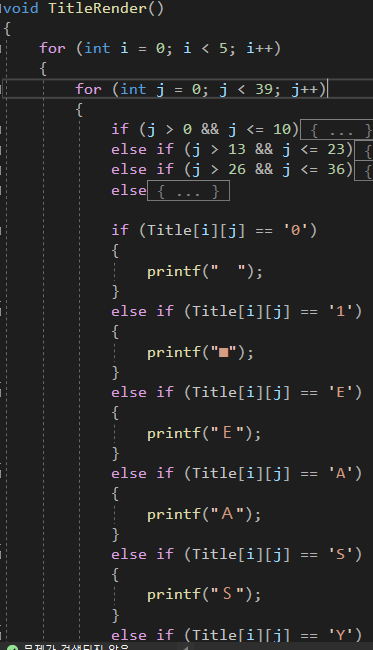 void TitleRender()
{
    for (int i = 0; i < 5; i++)
    {
        for (int j = 0; j < 39; j++)
        {
            if (j > 0 && j <= 10){ ... }
            else if (j > 13 && j <= 23){
            else if (j > 26 && j <= 36){
            else{ ... }

            if (Title[i][j] == '0')
            {
                printf("  ");
            }
            else if (Title[i][j] == '1')
            {
                printf("■");
            }
            else if (Title[i][j] == 'E')
            {
                printf("Ｅ");
            }
            else if (Title[i][j] == 'A')
            {
                printf("Ａ");
            }
            else if (Title[i][j] == 'S')
            {
                printf("Ｓ");
            }
            else if (Title[i][j] == 'Y')